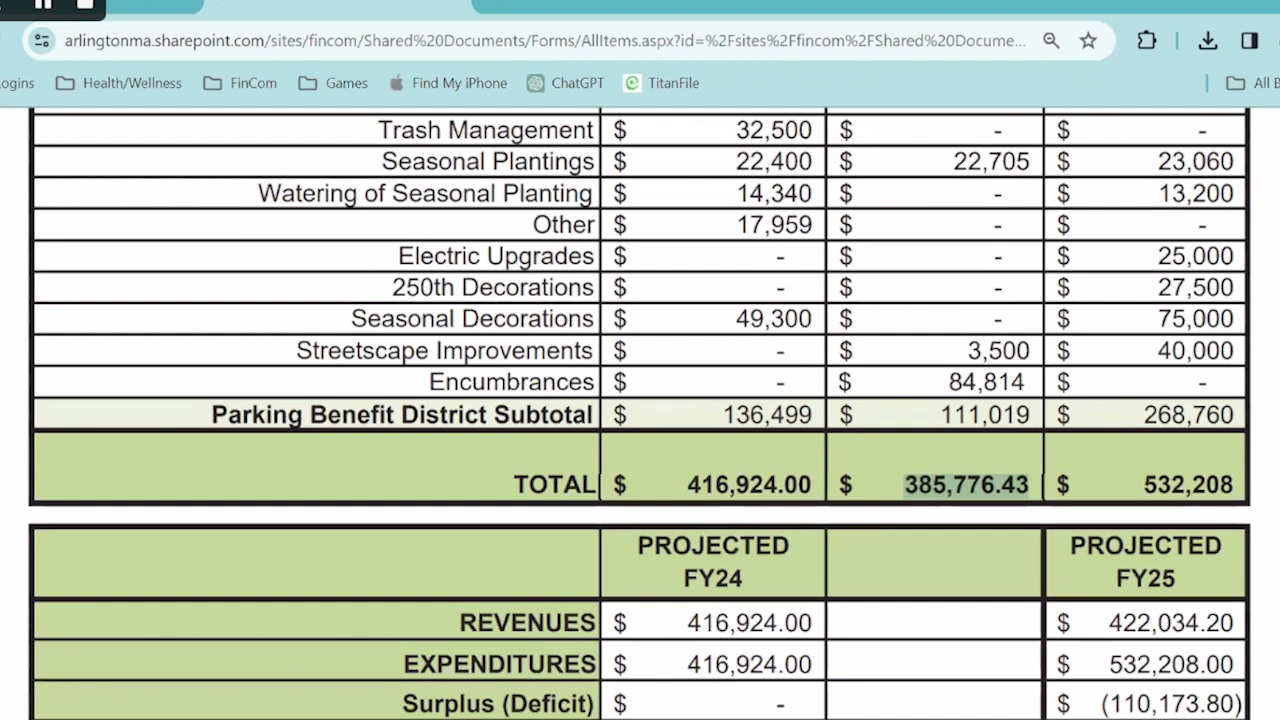 arlingtonma.sharepoint.com/sites/fincom/Shared%20Documents/Forms/AllItems.aspx?id=%2Fsites%2Ffincom%2FShared%20Docume...
ogins Health/Wellness FinCom Games Find My iPhone ChatGPT TitanFile All B
Trash Management $ 32,500 $ - $ -
Seasonal Plantings $ 22,400 $ 22,705 $ 23,060
Watering of Seasonal Planting $ 14,340 $ - $ 13,200
Other $ 17,959 $ - $ -
Electric Upgrades $ - $ - $ 25,000
250th Decorations $ - $ - $ 27,500
Seasonal Decorations $ 49,300 $ - $ 75,000
Streetscape Improvements $ - $ 3,500 $ 40,000
Encumbrances $ - $ 84,814 $ -
Parking Benefit District Subtotal $ 136,499 $ 111,019 $ 268,760
TOTAL $ 416,924.00 $ 385,776.43 $ 532,208
PROJECTED PROJECTED
FY24 FY25
REVENUES $ 416,924.00 $ 422,034.20
EXPENDITURES $ 416,924.00 $ 532,208.00
Surplus (Deficit) $ - $ (110,173.80)